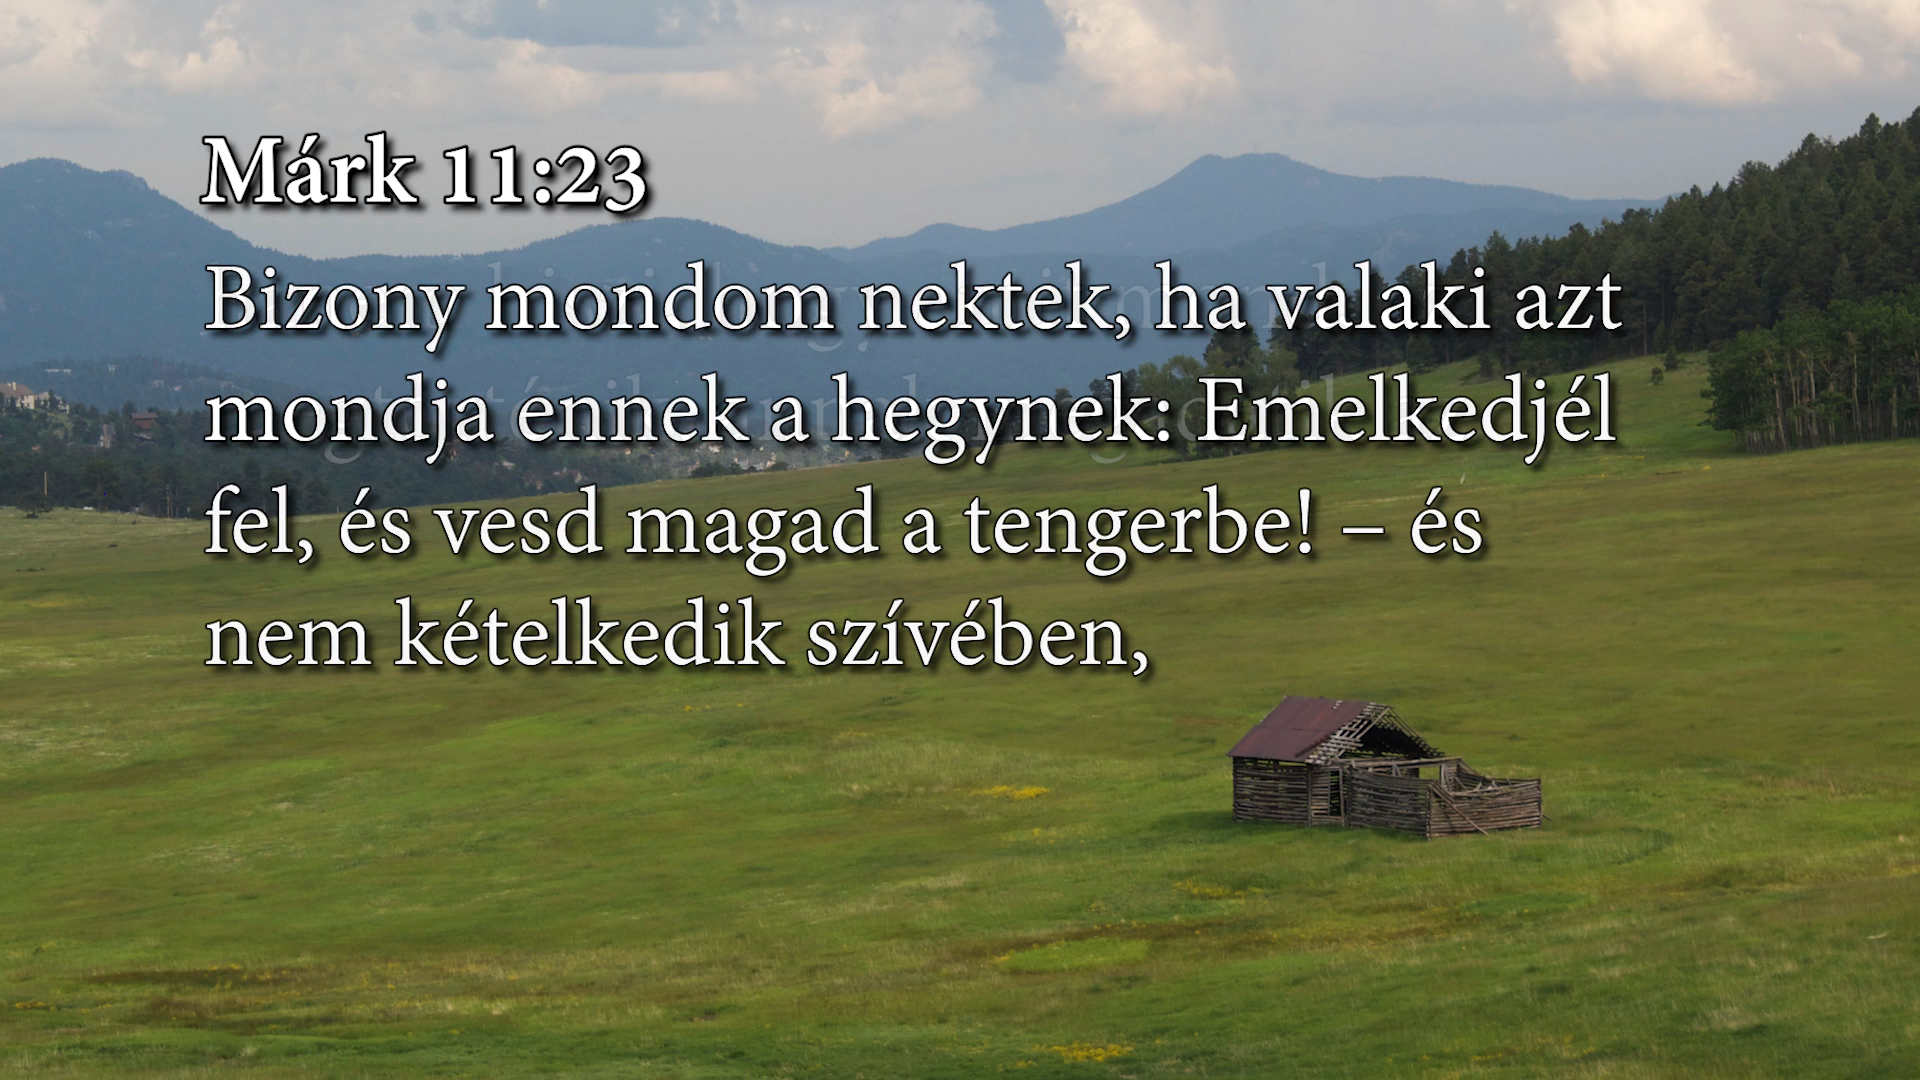 Márk 11:23
Bizony mondom nektek, ha valaki azt
mondja ennek a hegynek: Emelkedjél
fel, és vesd magad a tengerbe! – és
nem kételkedik szívében,